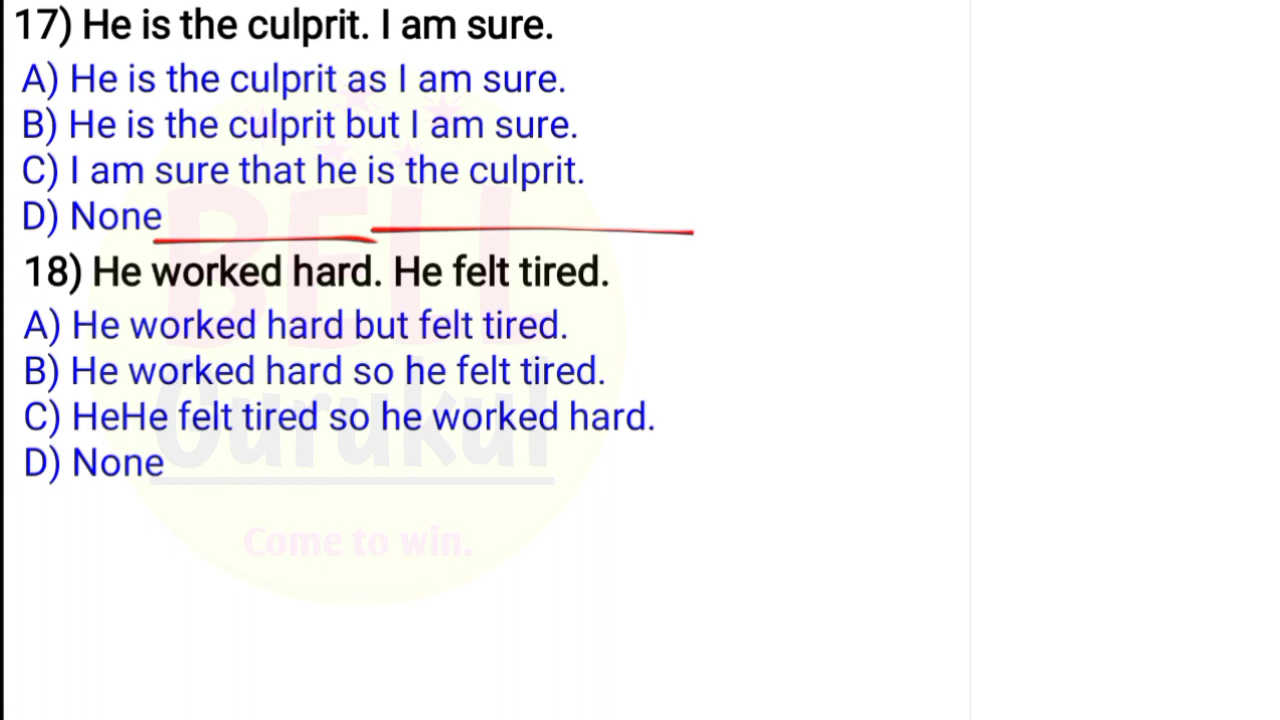 17) He is the culprit. I am sure.
A) He is the culprit as I am sure.
B) He is the culprit but I am sure.
C) I am sure that he is the culprit.
D) None
18) He worked hard. He felt tired.
A) He worked hard but felt tired.
B) He worked hard so he felt tired.
C) HeHe felt tired so he worked hard.
D) None
BELL
Gurukul
Come to win.